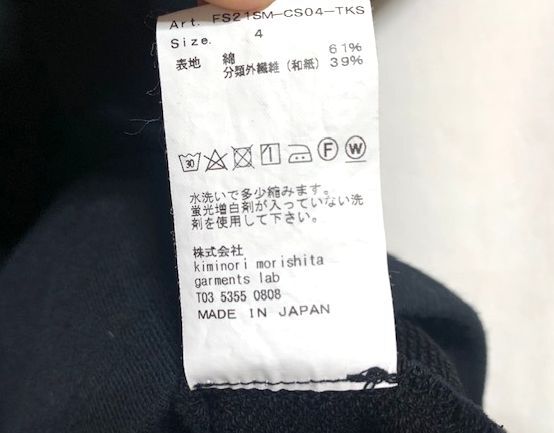 Art. FS21SM-CS04-TKS
Size. 4
表地 綿 61%
分類外繊維 (和紙) 39%
30 F W
水洗いで多少縮みます。
蛍光増白剤が入っていない洗
剤を使用して下さい。
株式会社
kiminori morishita
garments lab
T03 5355 0808
MADE IN JAPAN